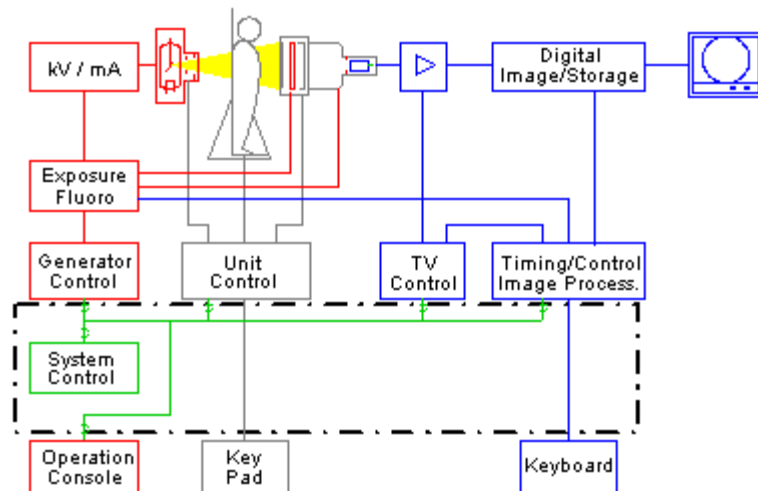 kV / mA
Digital
Image/Storage
Exposure
Fluoro
Generator
Control
Unit
Control
TV
Control
Timing/Control
Image Process.
System
Control
Operation
Console
Key
Pad
Keyboard